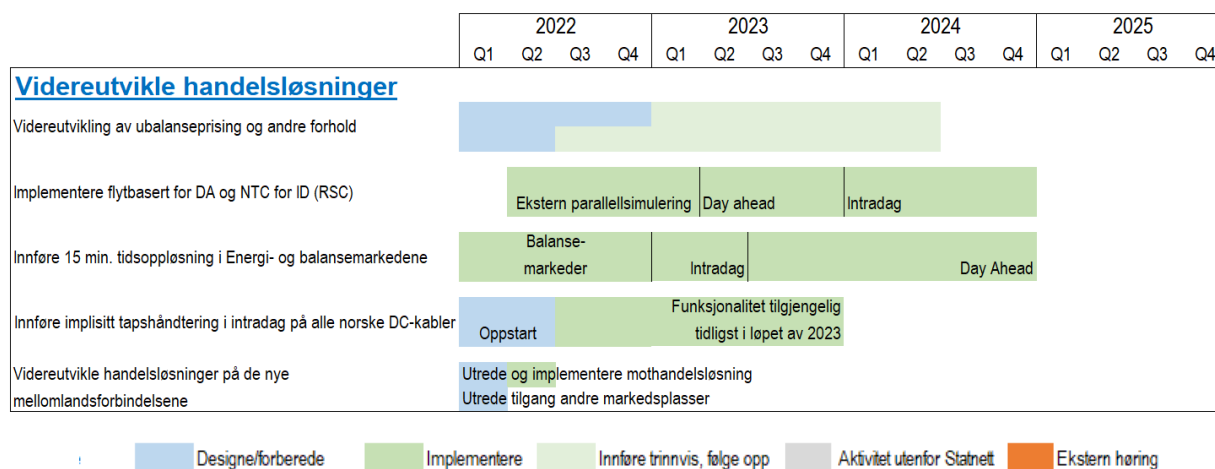 2022 2023 2024 2025
Q1 Q2 Q3 Q4 Q1 Q2 Q3 Q4 Q1 Q2 Q3 Q4 Q1 Q2 Q3 Q4
Videreutvikle handelsløsninger
Videreutvikling av ubalanseprising og andre forhold
Implementere flytbasert for DA og NTC for ID (RSC)
Ekstern parallellsimulering Day ahead Intradag
Innføre 15 min. tidsoppløsning i Energi- og balansemarkedene
Balanse-
markeder Intradag Day Ahead
Innføre implisitt tapshåndtering i intradag på alle norske DC-kabler
Oppstart
Funksjonalitet tilgjengelig
tidligst i løpet av 2023
Videreutvikle handelsløsninger på de nye
mellomlandsforbindelsene
Utrede og implementere mothandelsløsning
Utrede tilgang andre markedsplasser
Designe/forberede Implementere Innføre trinnvis, følge opp Aktivitet utenfor Statnett Ekstern høring